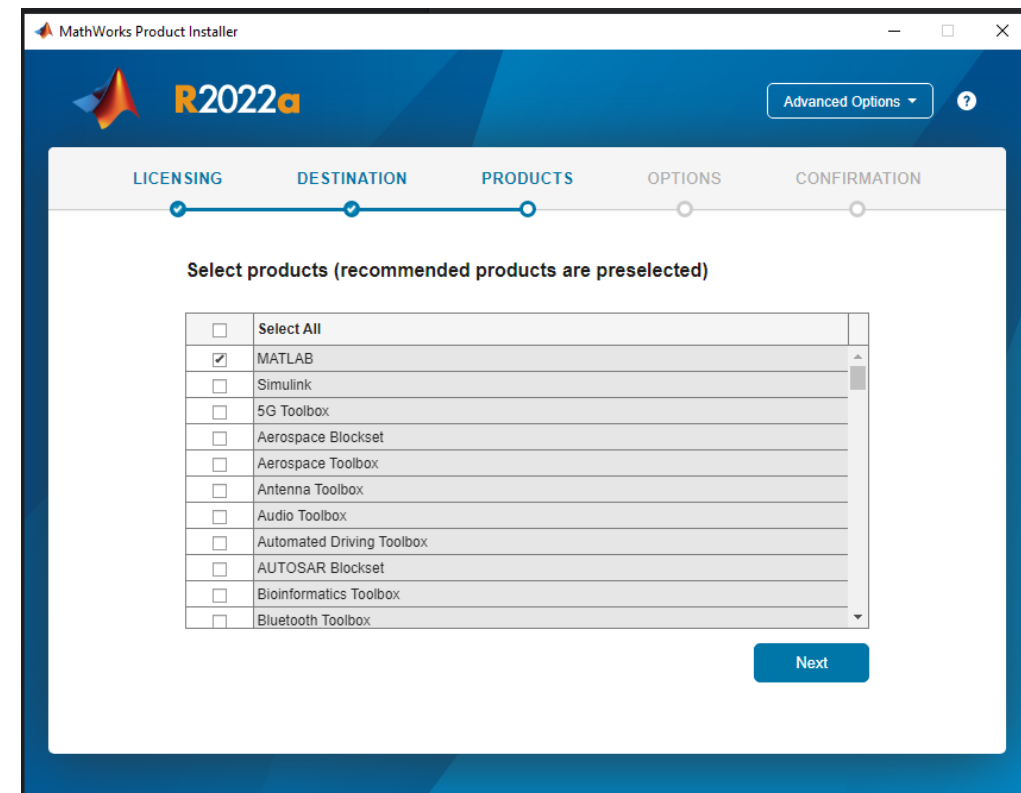 MathWorks Product Installer
R2022a
Advanced Options
?
LICENSING DESTINATION PRODUCTS OPTIONS CONFIRMATION
Select products (recommended products are preselected)
Select All
MATLAB
Simulink
5G Toolbox
Aerospace Blockset
Aerospace Toolbox
Antenna Toolbox
Audio Toolbox
Automated Driving Toolbox
AUTOSAR Blockset
Bioinformatics Toolbox
Bluetooth Toolbox
Next